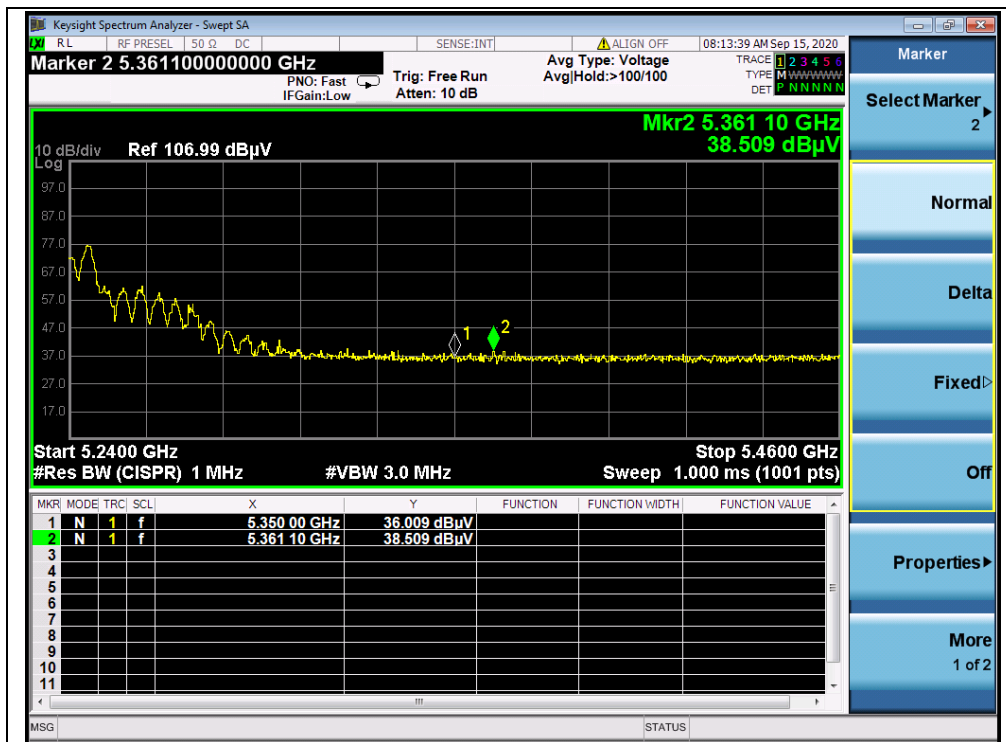 Keysight Spectrum Analyzer - Swept SA
LXI RL RF PRESEL 50 Ω DC SENSE:INT ALIGN OFF 08:13:39 AM Sep 15, 2020
Marker 2 5.361100000000 GHz
PNO: Fast
IFGain:Low
Trig: Free Run
Atten: 10 dB
Avg Type: Voltage
Avg|Hold:>100/100
TRACE 1 2 3 4 5 6
TYPE M WWWWW
DET P N N N N N
Mkr2 5.361 10 GHz
38.509 dBµV
10 dB/div Ref 106.99 dBµV
Log
97.0
87.0
77.0
67.0
57.0
47.0
37.0
27.0
17.0
1
2
Start 5.2400 GHz Stop 5.4600 GHz
#Res BW (CISPR) 1 MHz #VBW 3.0 MHz Sweep 1.000 ms (1001 pts)
MKR MODE TRC SCL X Y FUNCTION FUNCTION WIDTH FUNCTION VALUE
1 N 1 f 5.350 00 GHz 36.009 dBµV
2 N 1 f 5.361 10 GHz 38.509 dBµV
3
4
5
6
7
8
9
10
11
MSG STATUS
Marker
Select Marker
2
Normal
Delta
Fixed
Off
Properties
More
1 of 2